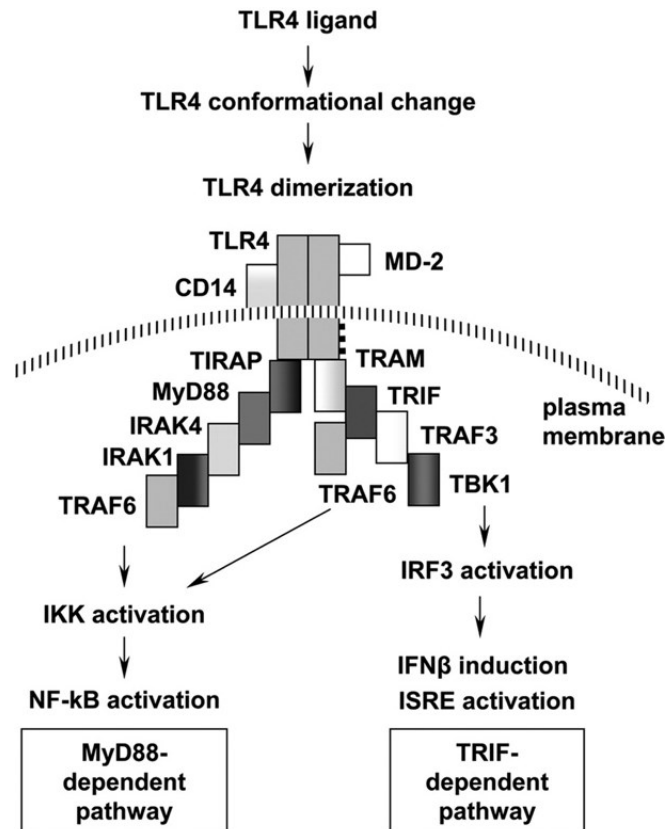 TLR4 ligand
TLR4 conformational change
TLR4 dimerization
TLR4
MD-2
CD14
TIRAP
TRAM
MyD88
TRIF
plasma
membrane
IRAK4
TRAF3
IRAK1
TBK1
TRAF6
TRAF6
IRF3 activation
IKK activation
IFNβ induction
NF-kB activation
ISRE activation
MyD88-
dependent
pathway
TRIF-
dependent
pathway